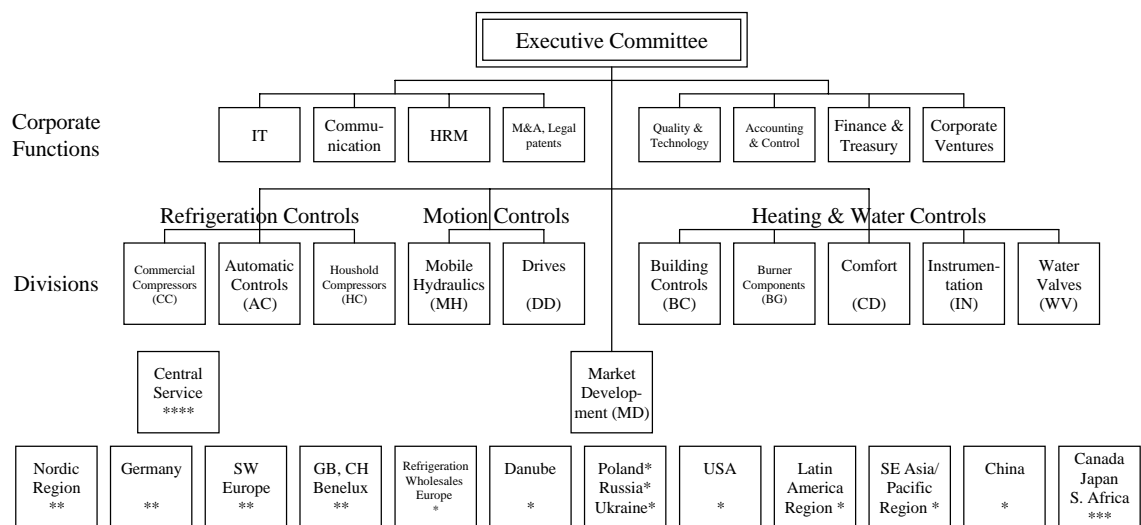 Executive Committee
Corporate
Functions
IT
Commu-
nication
HRM
M&A, Legal
patents
Quality &
Technology
Accounting
& Control
Finance &
Treasury
Corporate
Ventures
Refrigeration Controls
Motion Controls
Heating & Water Controls
Divisions
Commercial
Compressors
(CC)
Automatic
Controls
(AC)
Houshold
Compressors
(HC)
Mobile
Hydraulics
(MH)
Drives
(DD)
Building
Controls
(BC)
Burner
Components
(BG)
Comfort
(CD)
Instrumen-
tation
(IN)
Water
Valves
(WV)
Central
Service
****
Market
Develop-
ment (MD)
Nordic
Region
**
Germany
**
SW
Europe
**
GB, CH
Benelux
**
Refrigeration
Wholesales
Europe
*
Danube
*
Poland*
Russia*
Ukraine*
USA
*
Latin
America
Region *
SE Asia/
Pacific
Region *
China
*
Canada
Japan
S. Africa
***